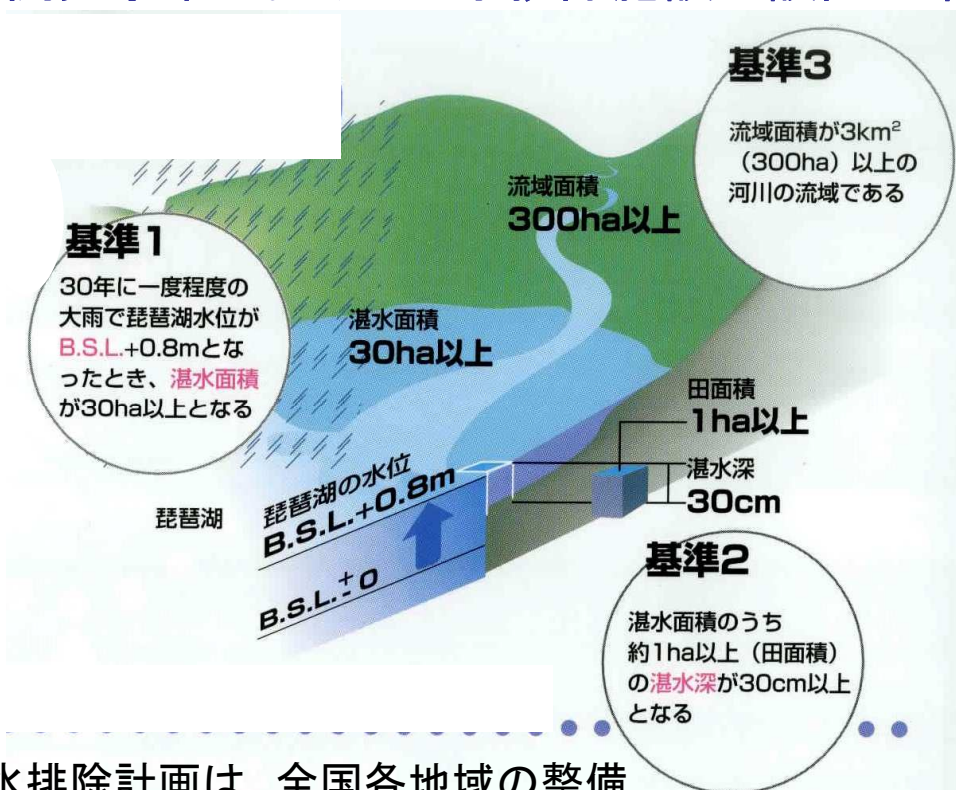 基準3
流域面積が3km²
（300ha）以上の
河川の流域である
流域面積
300ha以上
基準1
30年に一度程度の
大雨で琵琶湖水位が
B.S.L.+0.8mとな
ったとき、湛水面積
が30ha以上となる
湛水面積
30ha以上
田面積
1ha以上
湛水深
30cm
琵琶湖
琵琶湖の水位
B.S.L.+0.8m
B.S.L.±0
基準2
湛水面積のうち
約1ha以上（田面積）
の湛水深が30cm以上
となる
水排除計画は、全国各地域の整備